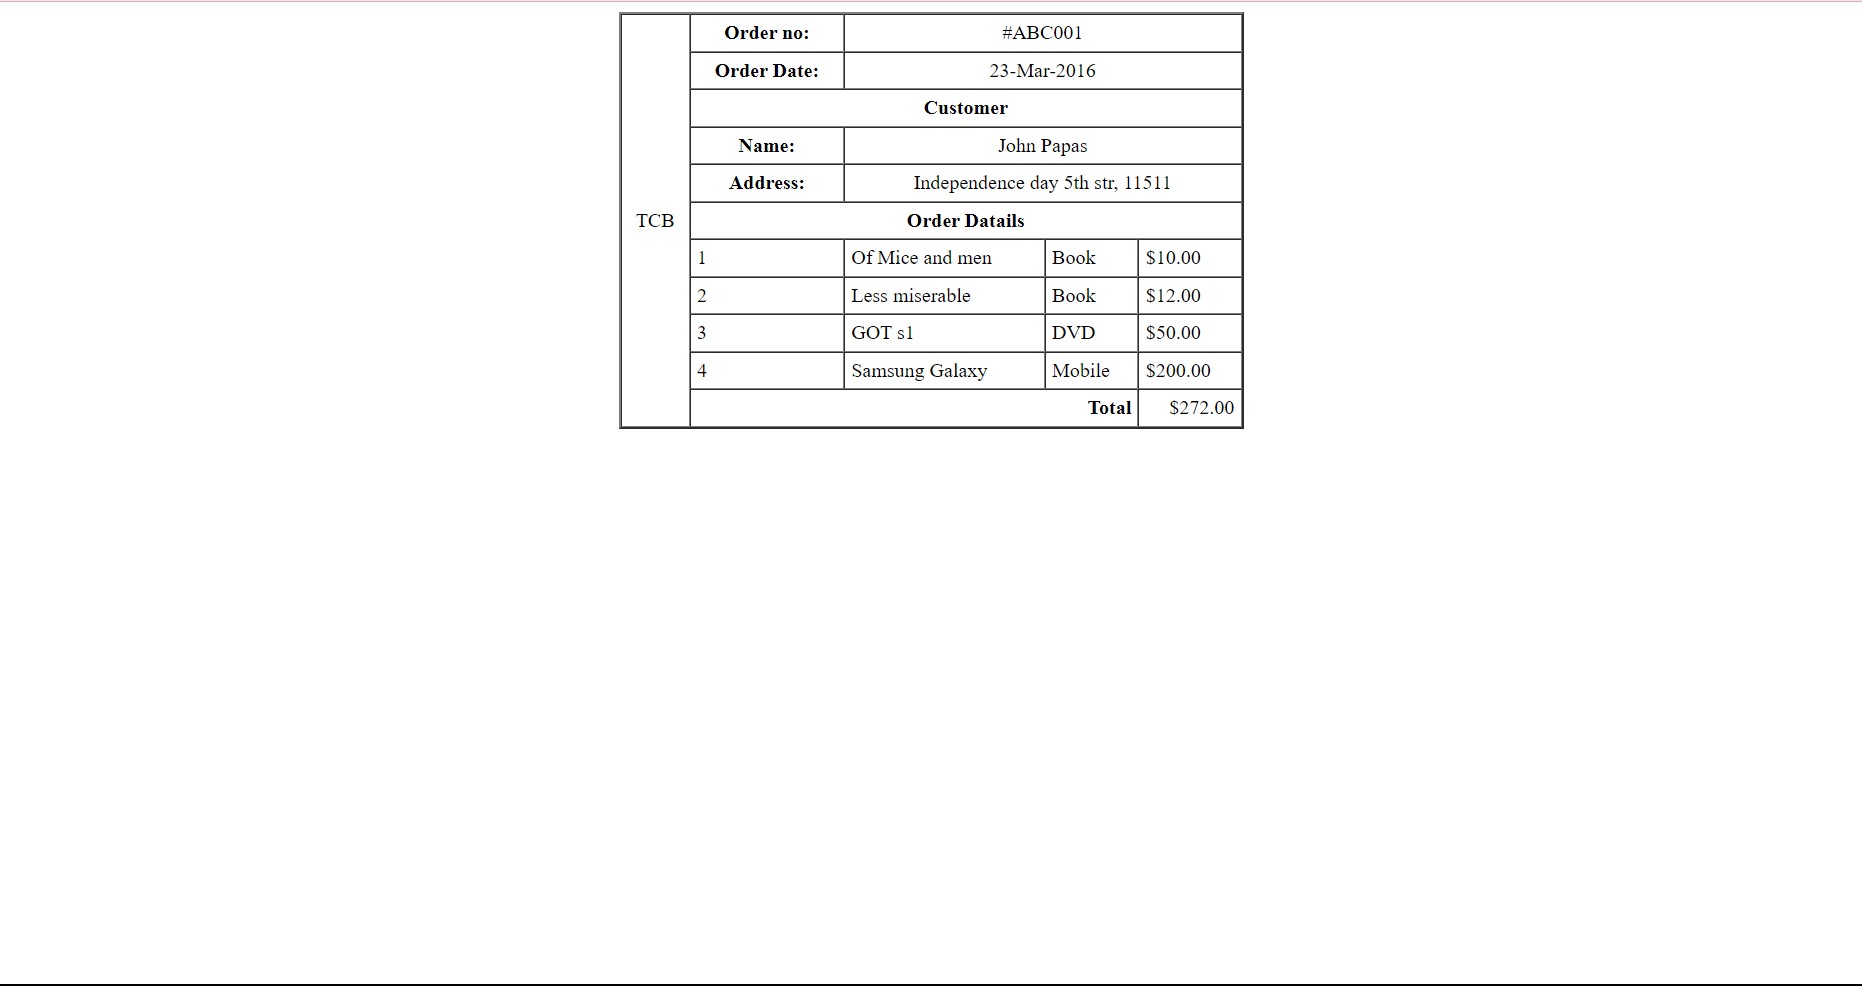 Order no: #ABC001
Order Date: 23-Mar-2016
Customer
Name: John Papas
Address: Independence day 5th str, 11511
TCB Order Datails
1 Of Mice and men Book $10.00
2 Less miserable Book $12.00
3 GOT s1 DVD $50.00
4 Samsung Galaxy Mobile $200.00
Total $272.00